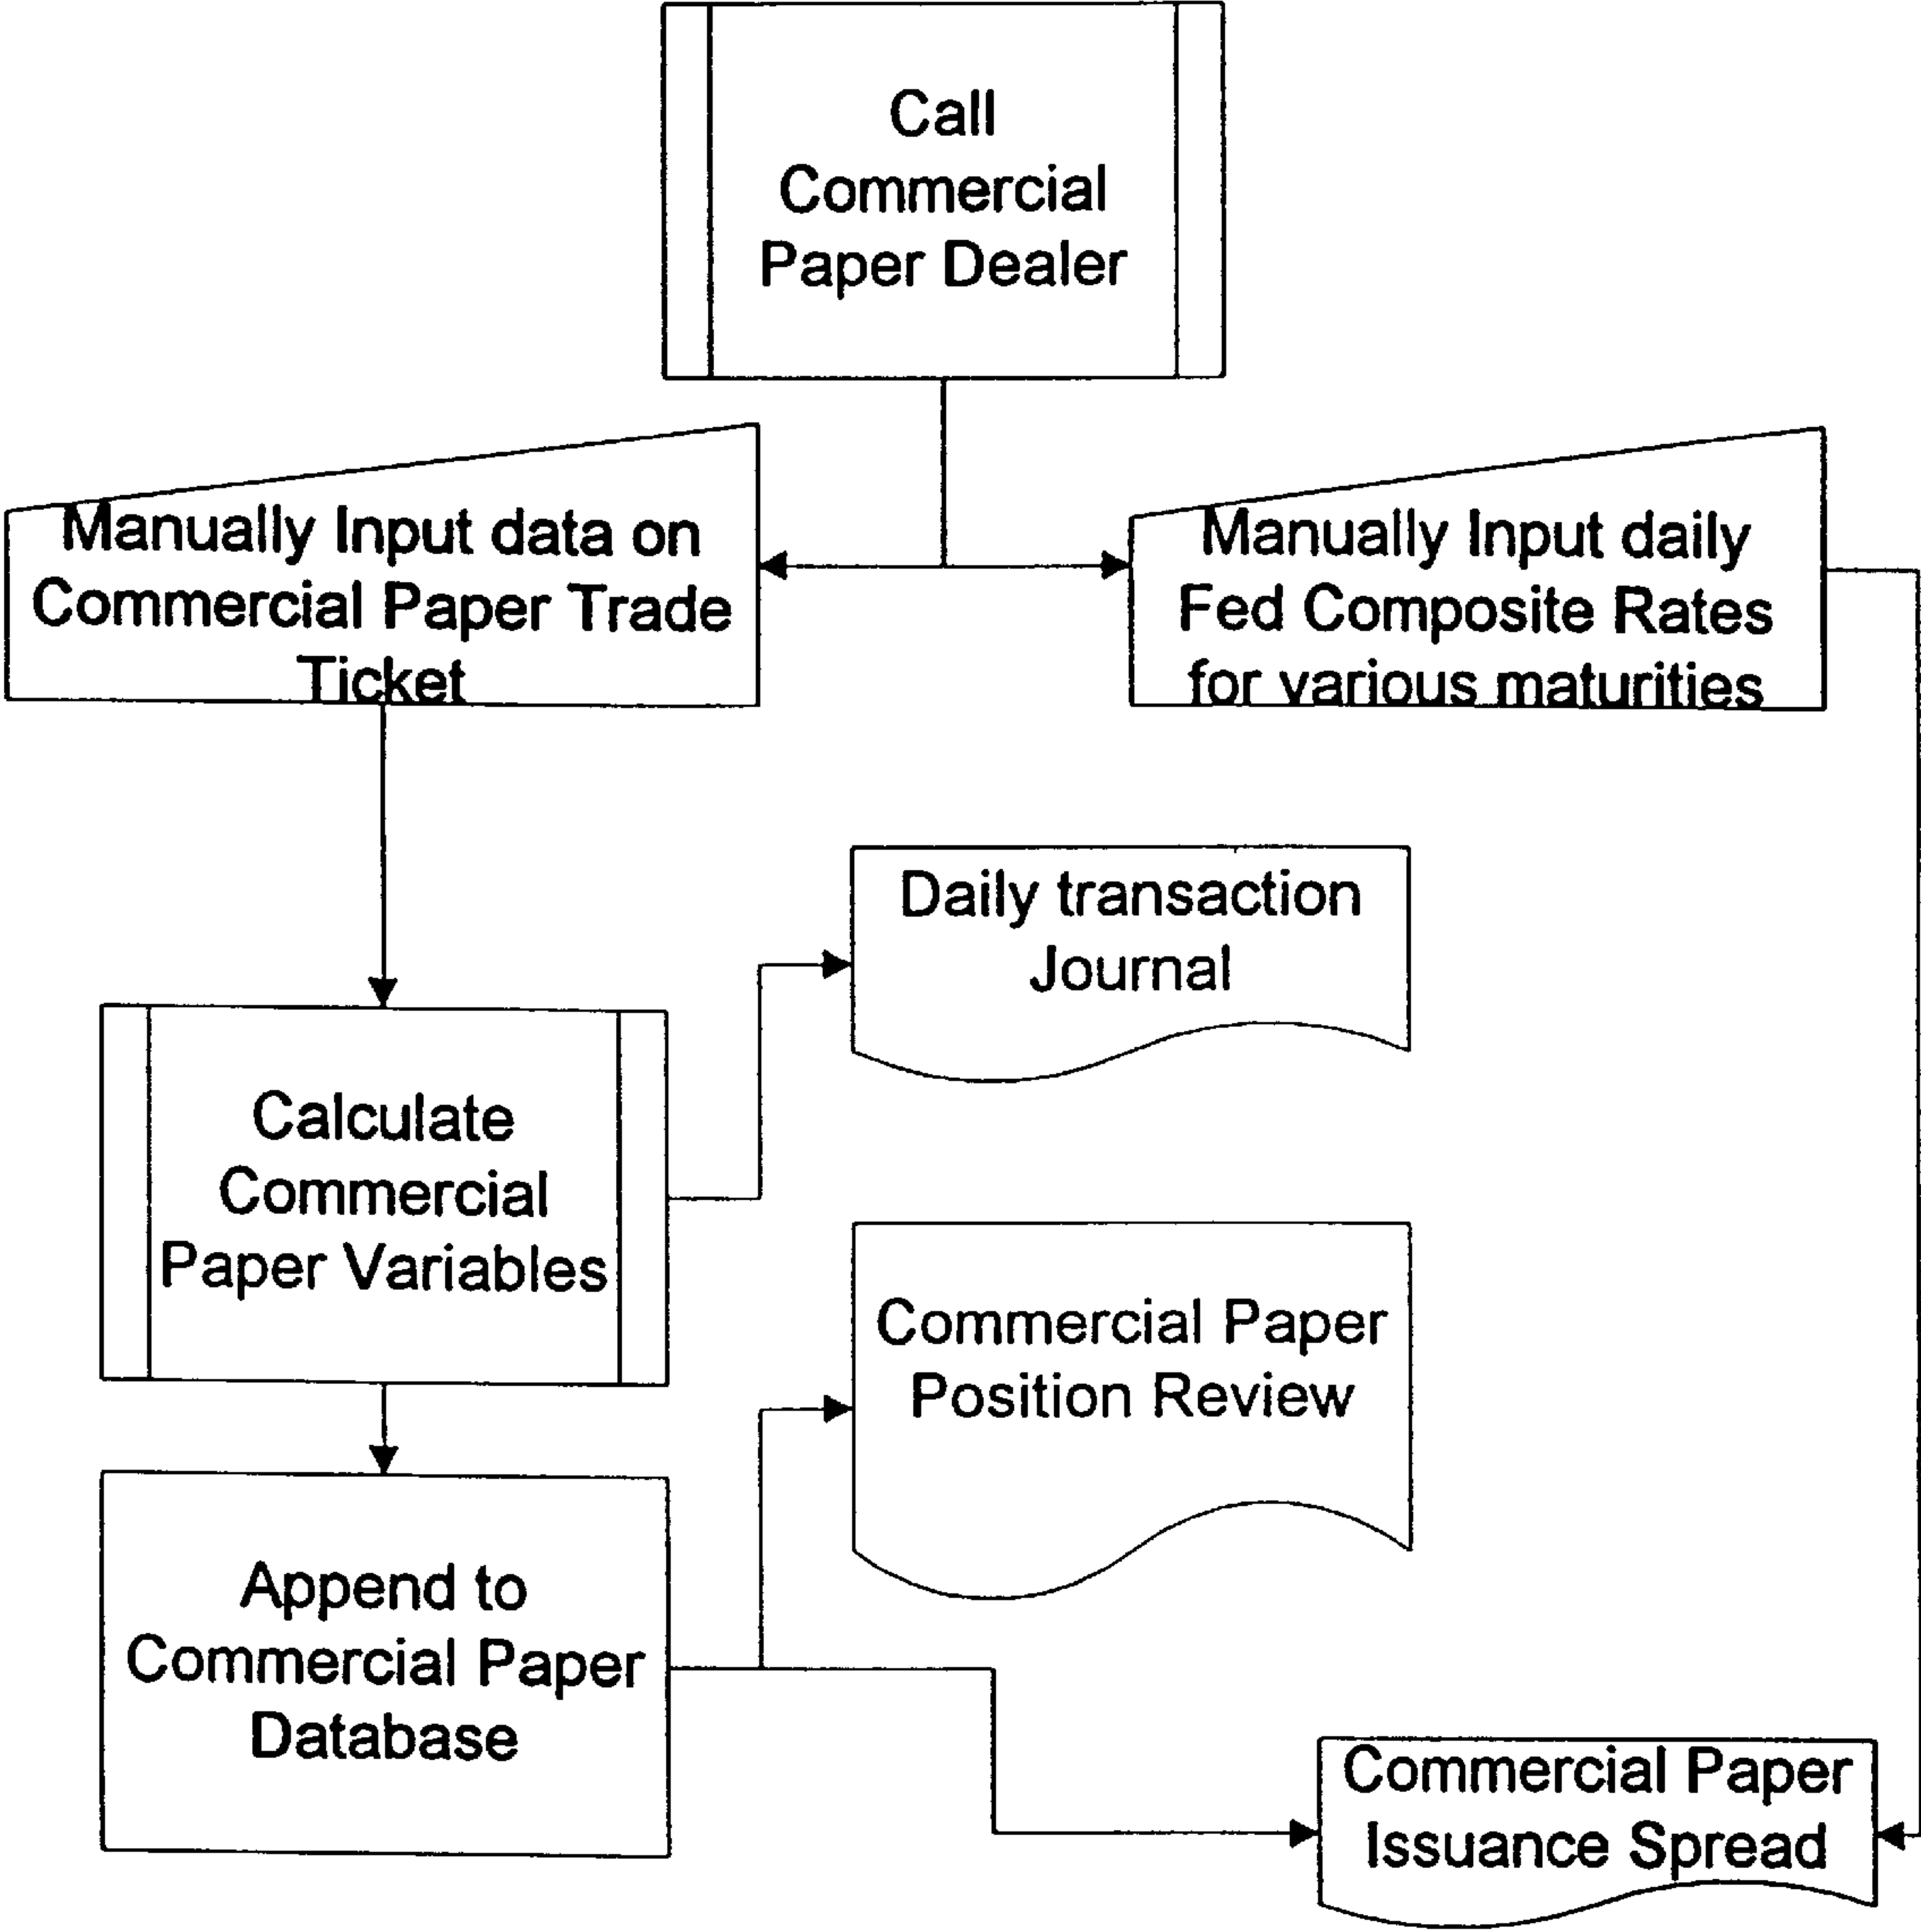 Call
Commercial
Paper Dealer
Manually Input data on
Commercial Paper Trade
Ticket
Manually Input daily
Fed Composite Rates
for various maturities
Daily transaction
Journal
Calculate
Commercial
Paper Variables
Commercial Paper
Position Review
Append to
Commercial Paper
Database
Commercial Paper
Issuance Spread